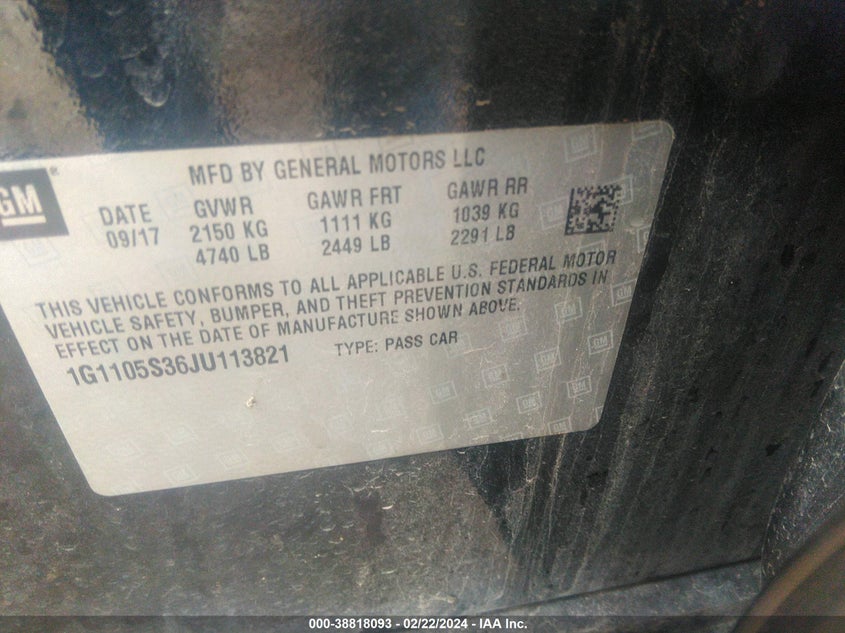 MFD BY GENERAL MOTORS LLC
GM ®
DATE GVWR GAWR FRT GAWR RR
09/17 2150 KG 1111 KG 1039 KG
4740 LB 2449 LB 2291 LB
THIS VEHICLE CONFORMS TO ALL APPLICABLE U.S. FEDERAL MOTOR
VEHICLE SAFETY, BUMPER, AND THEFT PREVENTION STANDARDS IN
EFFECT ON THE DATE OF MANUFACTURE SHOWN ABOVE.
1G1105S36JU113821 TYPE: PASS CAR
000-38818093 - 02/22/2024 - IAA Inc.